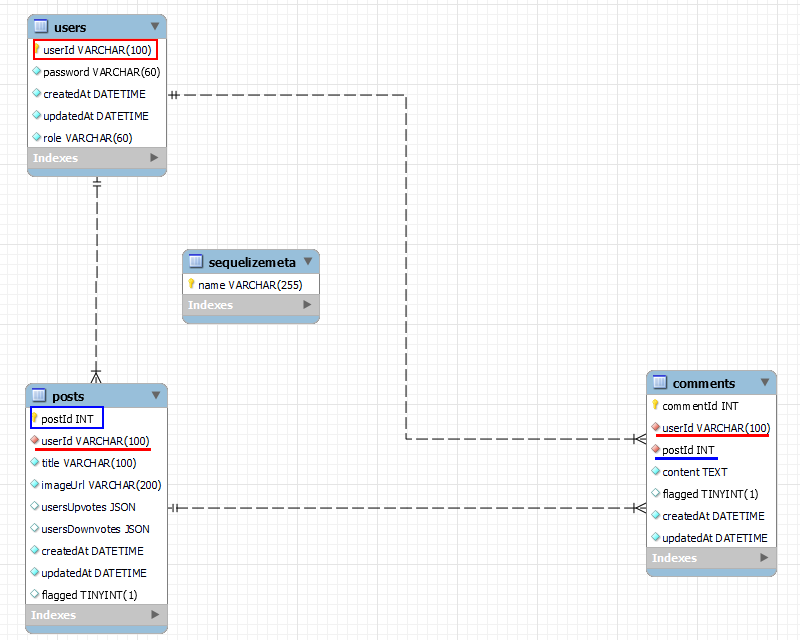 users
userId VARCHAR(100)
password VARCHAR(60)
createdAt DATETIME
updatedAt DATETIME
role VARCHAR(60)
Indexes
sequelizemeta
name VARCHAR(255)
Indexes
posts
postId INT
userId VARCHAR(100)
title VARCHAR(100)
imageUrl VARCHAR(200)
usersUpvotes JSON
usersDownvotes JSON
createdAt DATETIME
updatedAt DATETIME
flagged TINYINT(1)
Indexes
comments
commentId INT
userId VARCHAR(100)
postId INT
content TEXT
flagged TINYINT(1)
createdAt DATETIME
updatedAt DATETIME
Indexes